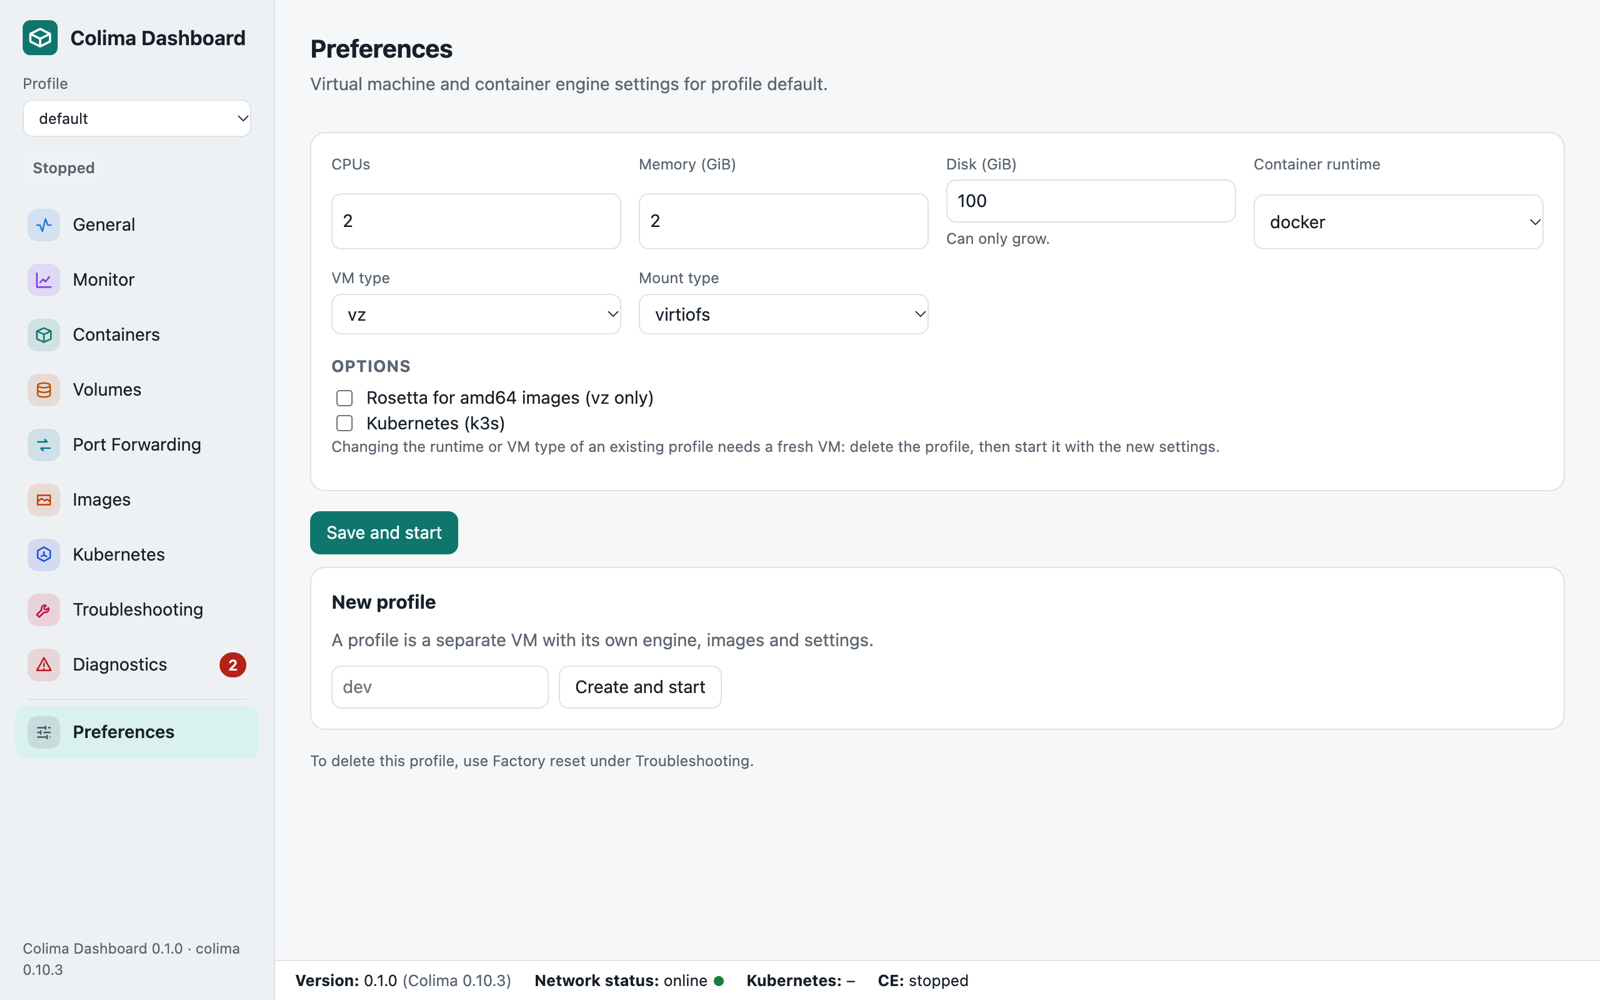 Colima Dashboard
Profile
default
Stopped
General
Monitor
Containers
Volumes
Port Forwarding
Images
Kubernetes
Troubleshooting
Diagnostics 2
Preferences
Colima Dashboard 0.1.0 · colima
0.10.3
Preferences
Virtual machine and container engine settings for profile default.
CPUs Memory (GiB) Disk (GiB) Container runtime
2 2 100 docker
Can only grow.
VM type Mount type
vz virtiofs
OPTIONS
Rosetta for amd64 images (vz only)
Kubernetes (k3s)
Changing the runtime or VM type of an existing profile needs a fresh VM: delete the profile, then start it with the new settings.
Save and start
New profile
A profile is a separate VM with its own engine, images and settings.
dev Create and start
To delete this profile, use Factory reset under Troubleshooting.
Version: 0.1.0 (Colima 0.10.3) Network status: online Kubernetes: – CE: stopped